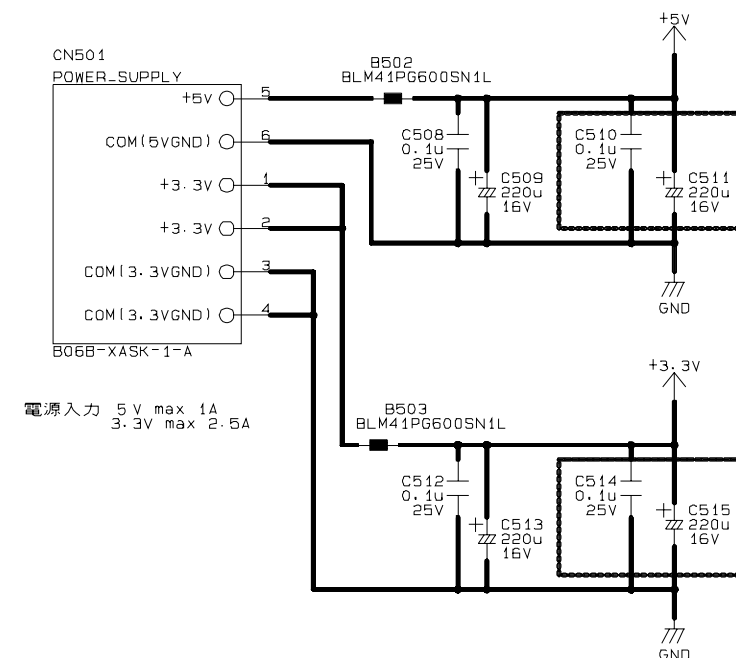 CN501
POWER_SUPPLY
+5V
5
COM(5VGND)
6
+3.3V
1
+3.3V
2
COM(3.3VGND)
3
COM(3.3VGND)
4
B06B-XASK-1-A
電源入力 5V max 1A
3.3V max 2.5A
B502
BLM41PG600SN1L
+5V
C508
0.1u
25V
C509
220u
16V
C510
0.1u
25V
C511
220u
16V
GND
B503
BLM41PG600SN1L
+3.3V
C512
0.1u
25V
C513
220u
16V
C514
0.1u
25V
C515
220u
16V
GND